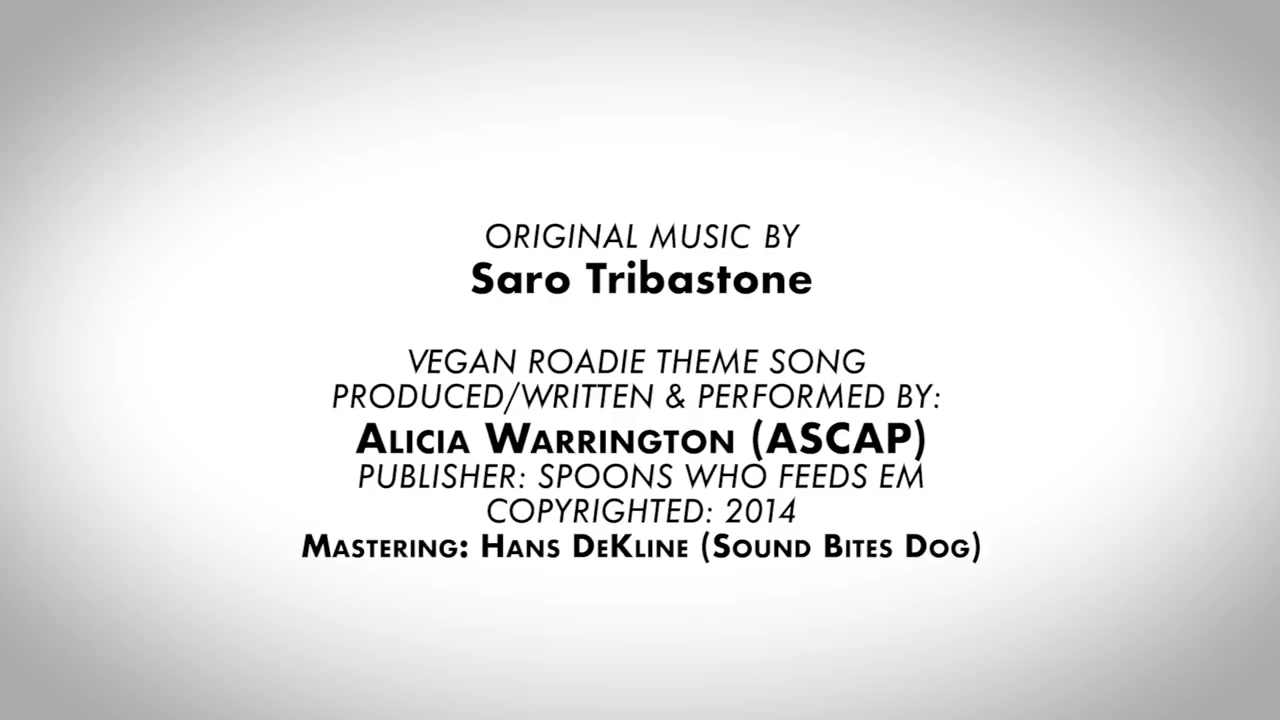 ORIGINAL MUSIC BY
Saro Tribastone
VEGAN ROADIE THEME SONG
PRODUCED/WRITTEN & PERFORMED BY:
ALICIA WARRINGTON (ASCAP)
PUBLISHER: SPOONS WHO FEEDS EM
COPYRIGHTED: 2014
MASTERING: HANS DEKLINE (SOUND BITES DOG)